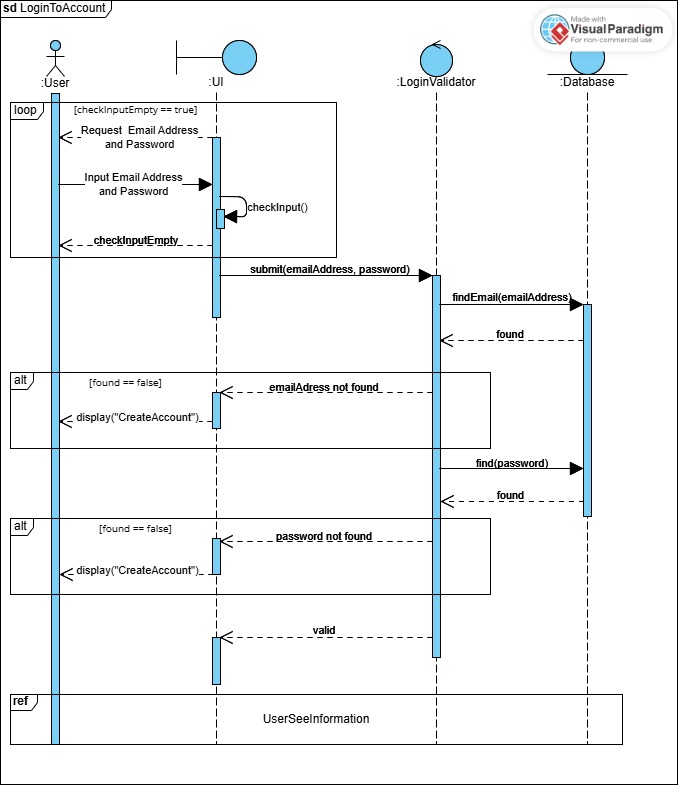 sd LoginToAccount
Made with
VisualParadigm
For non-commercial use
:User
:UI
:LoginValidator
:Database
loop
[checkInputEmpty == true]
Request Email Address
and Password
Input Email Address
and Password
checkInput()
checkInputEmpty
submit(emailAddress, password)
findEmail(emailAddress)
found
alt
[found == false]
emailAdress not found
display("CreateAccount")
find(password)
found
alt
[found == false]
password not found
display("CreateAccount")
valid
ref
UserSeeInformation